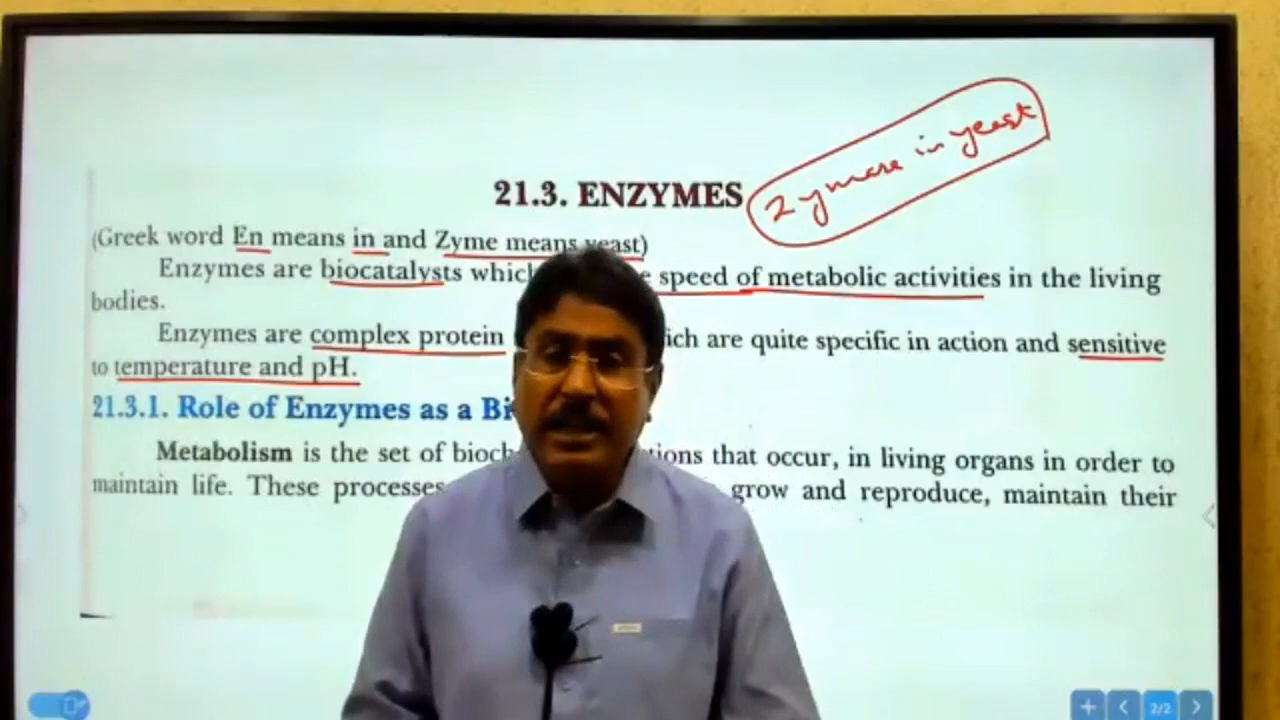 Zymase in yeast
21.3. ENZYMES
(Greek word En means in and Zyme means yeast)
Enzymes are biocatalysts which speed of metabolic activities in the living
bodies.
Enzymes are complex protein which are quite specific in action and sensitive
to temperature and pH.
21.3.1. Role of Enzymes as a Bi
Metabolism is the set of bioch tions that occur, in living organs in order to
maintain life. These processes grow and reproduce, maintain their
2/2